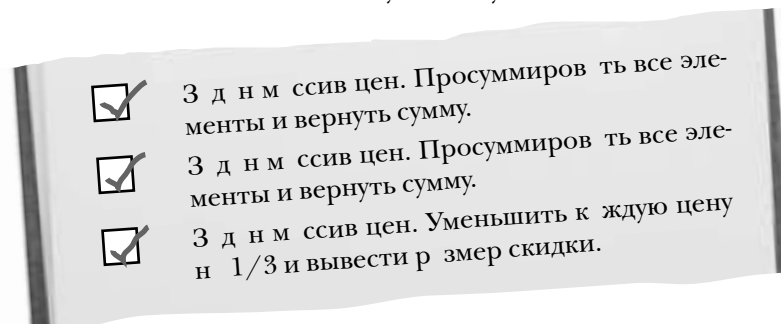 З д н м ссив цен. Просуммиров ть все эле-
менты и вернуть сумму.
З д н м ссив цен. Просуммиров ть все эле-
менты и вернуть сумму.
З д н м ссив цен. Уменьшить к ждую цену
н 1/3 и вывести р змер скидки.